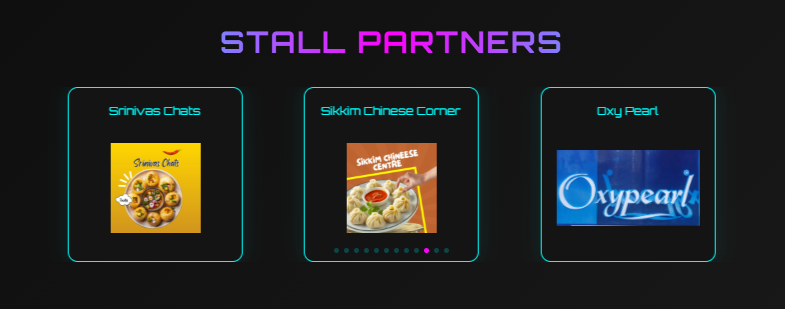 STALL PARTNERS
Srinivas Chats
Sikkim Chinese Corner
Oxy Pearl
Srinivas Chats
SIKKIM CHINEESE
CENTRE
Oxypearl